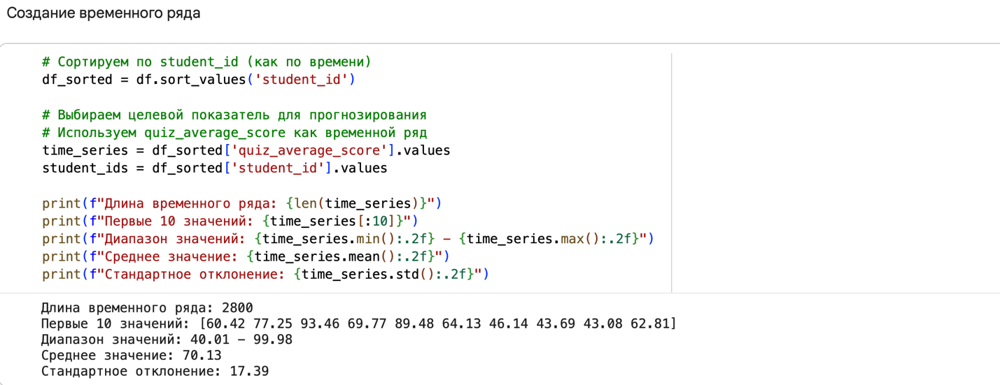 Создание временного ряда
# Сортируем по student_id (как по времени)
df_sorted = df.sort_values('student_id')
# Выбираем целевой показатель для прогнозирования
# Используем quiz_average_score как временной ряд
time_series = df_sorted['quiz_average_score'].values
student_ids = df_sorted['student_id'].values
print(f"Длина временного ряда: {len(time_series)}")
print(f"Первые 10 значений: {time_series[:10]}")
print(f"Диапазон значений: {time_series.min():.2f} – {time_series.max():.2f}")
print(f"Среднее значение: {time_series.mean():.2f}")
print(f"Стандартное отклонение: {time_series.std():.2f}")
Длина временного ряда: 2800
Первые 10 значений: [60.42 77.25 93.46 69.77 89.48 64.13 46.14 43.69 43.08 62.81]
Диапазон значений: 40.01 – 99.98
Среднее значение: 70.13
Стандартное отклонение: 17.39